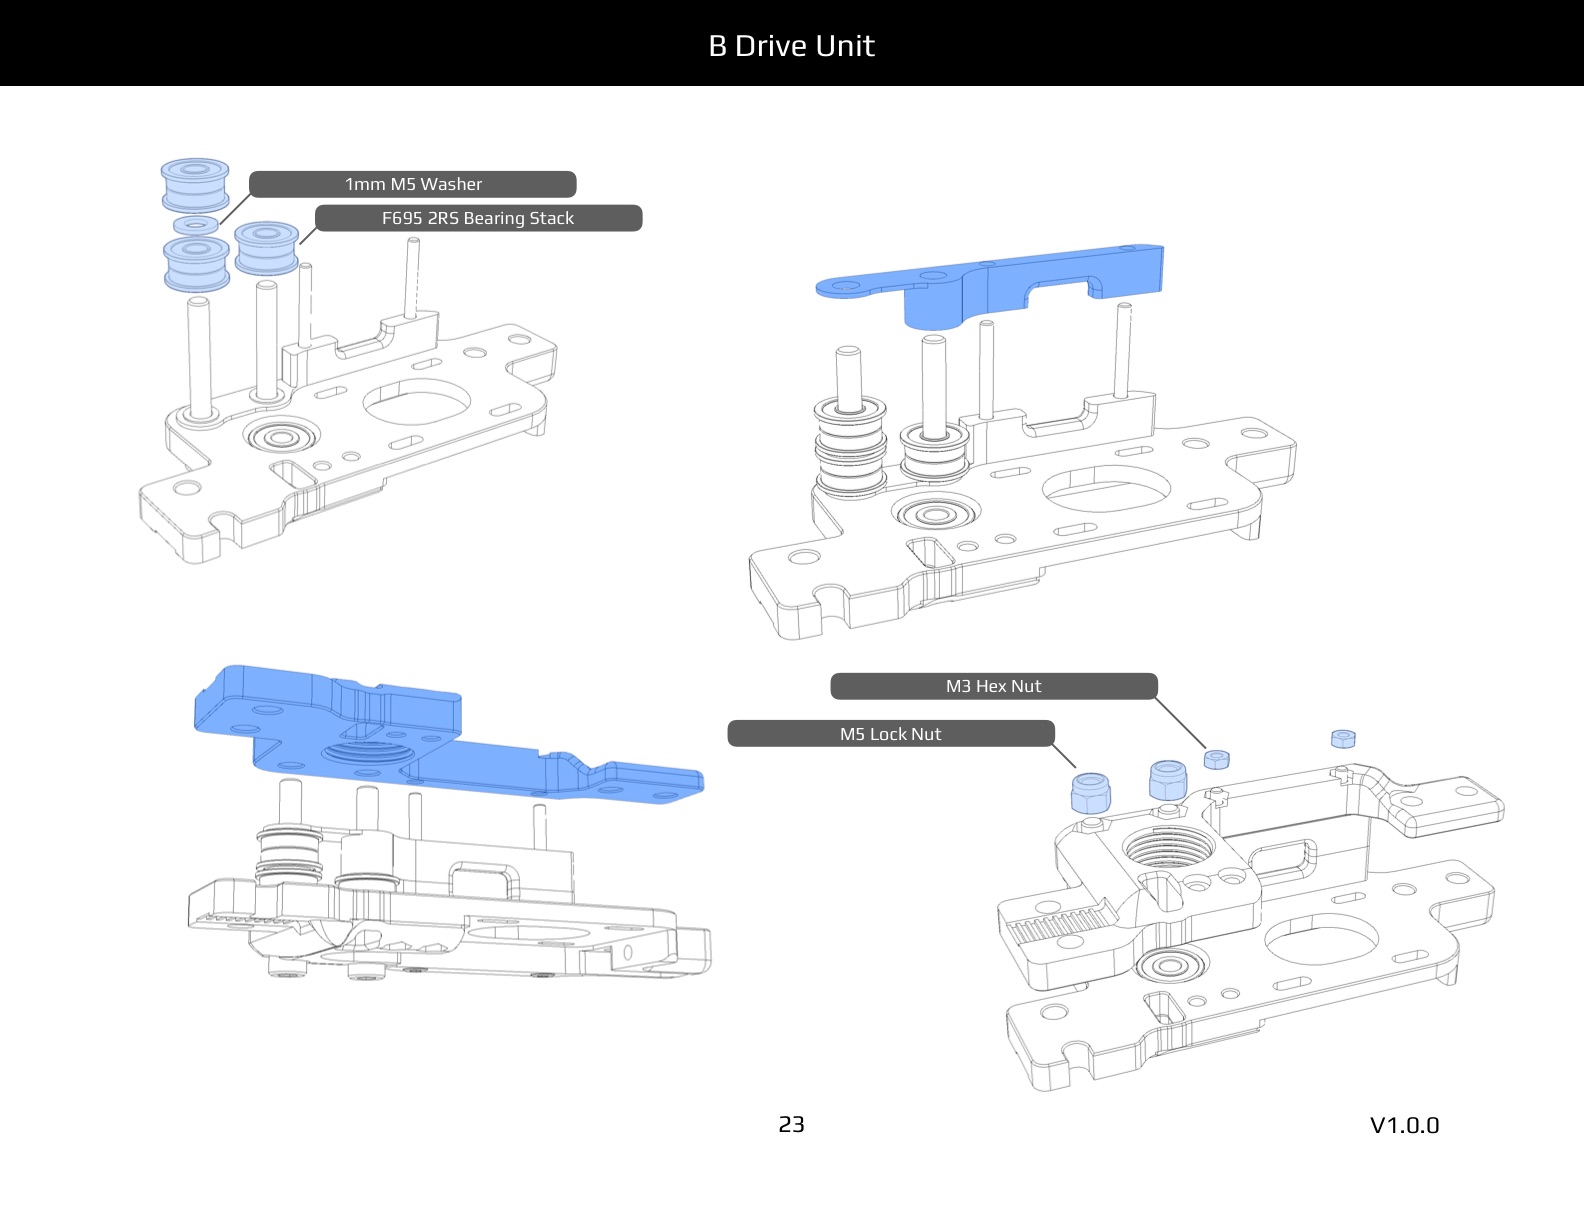 B Drive Unit
1mm M5 Washer
F695 2RS Bearing Stack
M3 Hex Nut
M5 Lock Nut
23
V1.0.0